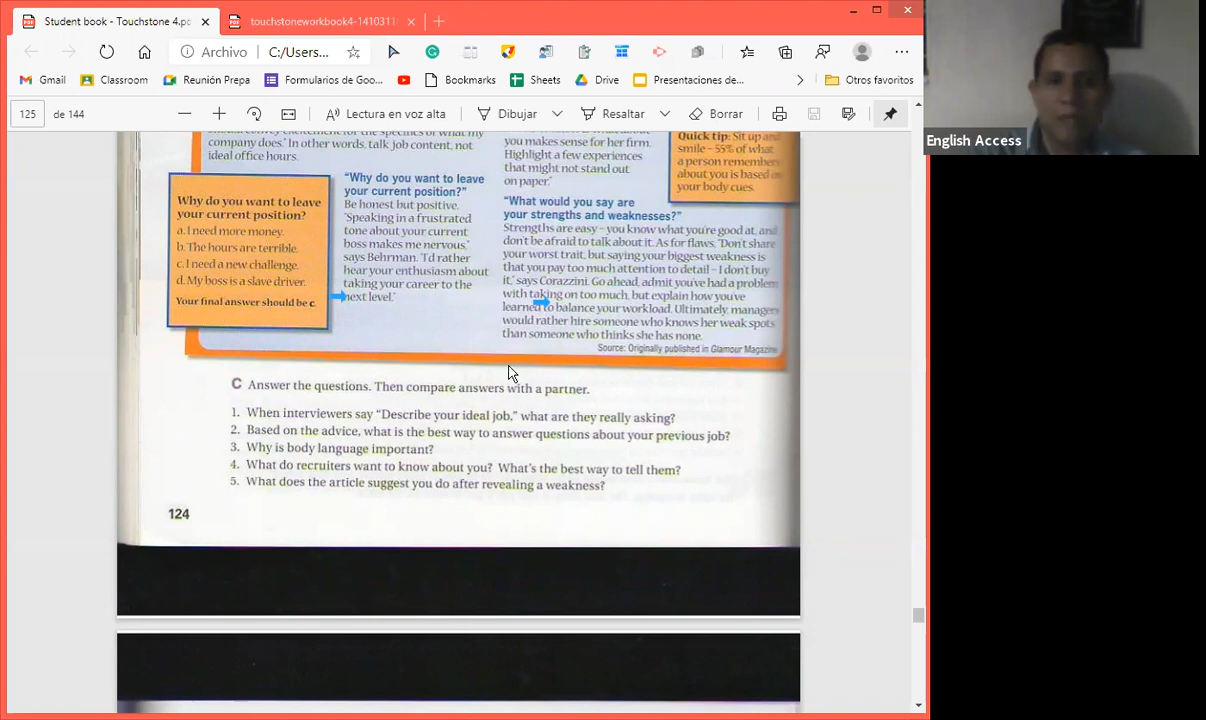 Student book - Touchstone 4.pd
touchstoneworkbook4-1410311
Archivo
C:/Users...
Gmail
Classroom
Reunión Prepa
Formularios de Goo...
Bookmarks
Sheets
Drive
Presentaciones de...
Otros favoritos
125 de 144
Lectura en voz alta
Dibujar
Resaltar
Borrar
English Access
should convey excitement for the specifics of what my
company does." In other words, talk job content, not
ideal office hours.
Why do you want to leave
your current position?
a. I need more money.
b. The hours are terrible.
c. I need a new challenge.
d. My boss is a slave driver.
Your final answer should be c.
"Why do you want to leave
your current position?"
Be honest but positive.
"Speaking in a frustrated
tone about your current
boss makes me nervous,"
says Behrman. "I'd rather
hear your enthusiasm about
taking your career to the
next level."
you makes sense for her firm.
Highlight a few experiences
that might not stand out
on paper."
"What would you say are
your strengths and weaknesses?"
Strengths are easy – you know what you're good at, and
don't be afraid to talk about it. As for flaws, "Don't share
your worst trait, but saying your biggest weakness is
that you pay too much attention to detail – I don't buy
it," says Corazzini. Go ahead, admit you've had a problem
with taking on too much, but explain how you've
learned to balance your workload. Ultimately, managers
would rather hire someone who knows her weak spots
than someone who thinks she has none.
Source: Originally published in Glamour Magazine
Quick tip: Sit up and
smile – 55% of what
a person remembers
about you is based on
your body cues.
C Answer the questions. Then compare answers with a partner.
1. When interviewers say "Describe your ideal job," what are they really asking?
2. Based on the advice, what is the best way to answer questions about your previous job?
3. Why is body language important?
4. What do recruiters want to know about you? What's the best way to tell them?
5. What does the article suggest you do after revealing a weakness?
124